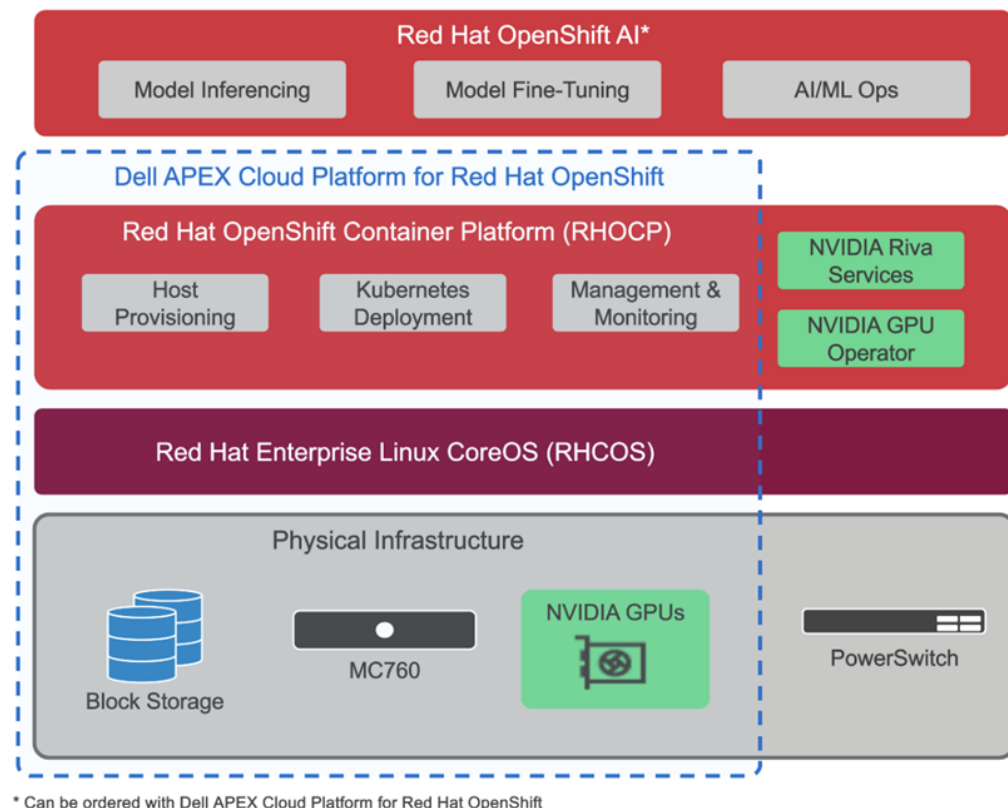 Red Hat OpenShift AI*
Model Inferencing
Model Fine-Tuning
AI/ML Ops
Dell APEX Cloud Platform for Red Hat OpenShift
Red Hat OpenShift Container Platform (RHOCP)
Host
Provisioning
Kubernetes
Deployment
Management &
Monitoring
NVIDIA Riva
Services
NVIDIA GPU
Operator
Red Hat Enterprise Linux CoreOS (RHCOS)
Physical Infrastructure
Block Storage
MC760
NVIDIA GPUs
PowerSwitch
* Can be ordered with Dell APEX Cloud Platform for Red Hat OpenShift